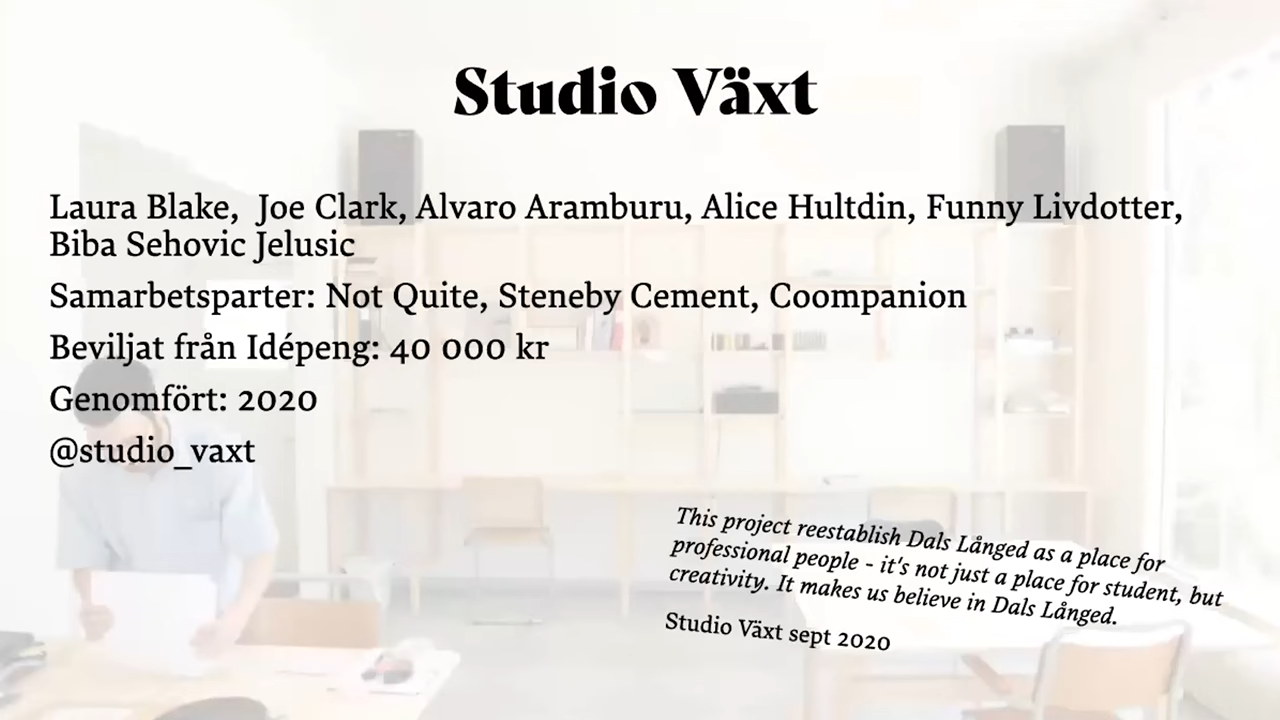 Studio Växt
Laura Blake,  Joe Clark, Alvaro Aramburu, Alice Hultdin, Funny Livdotter,
Biba Sehovic Jelusic
Samarbetsparter: Not Quite, Steneby Cement, Coompanion
Beviljat från Idépeng: 40 000 kr
Genomfört: 2020
@studio_vaxt
This project reestablish Dals Långed as a place for
professional people - it's not just a place for student, but
creativity. It makes us believe in Dals Långed.
Studio Växt sept 2020